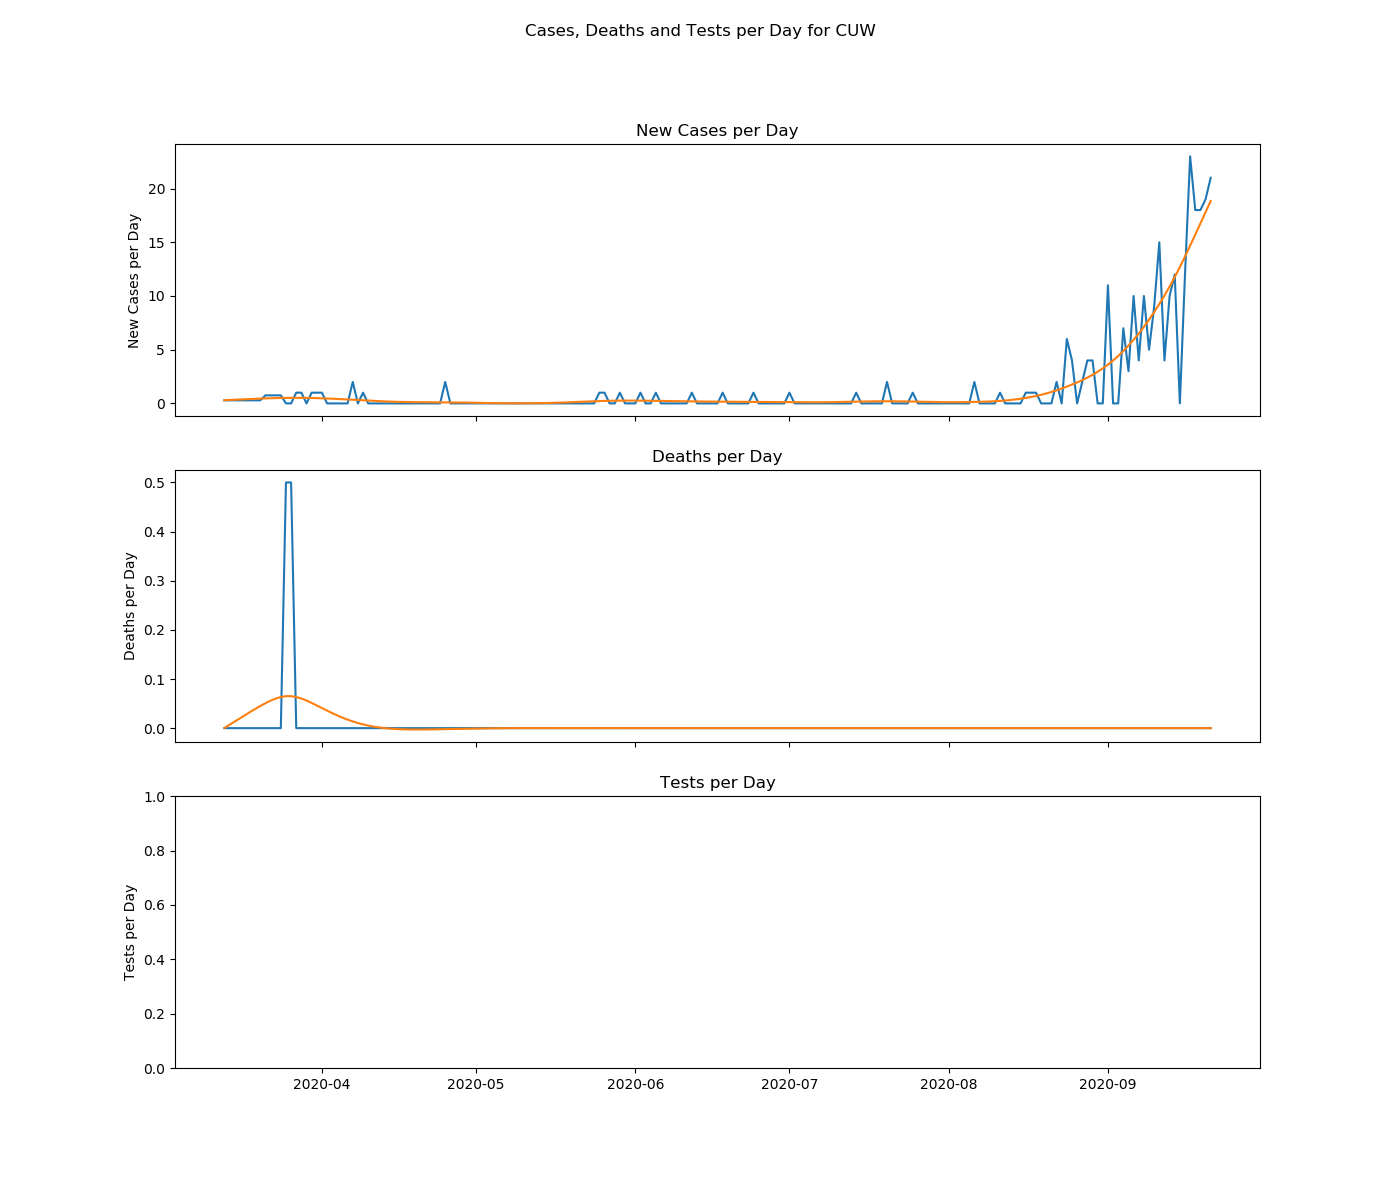 Cases, Deaths and Tests per Day for CUW
New Cases per Day
New Cases per Day
20
15
10
5
0
Deaths per Day
Deaths per Day
0.5
0.4
0.3
0.2
0.1
0.0
Tests per Day
Tests per Day
1.0
0.8
0.6
0.4
0.2
0.0
2020-04 2020-05 2020-06 2020-07 2020-08 2020-09